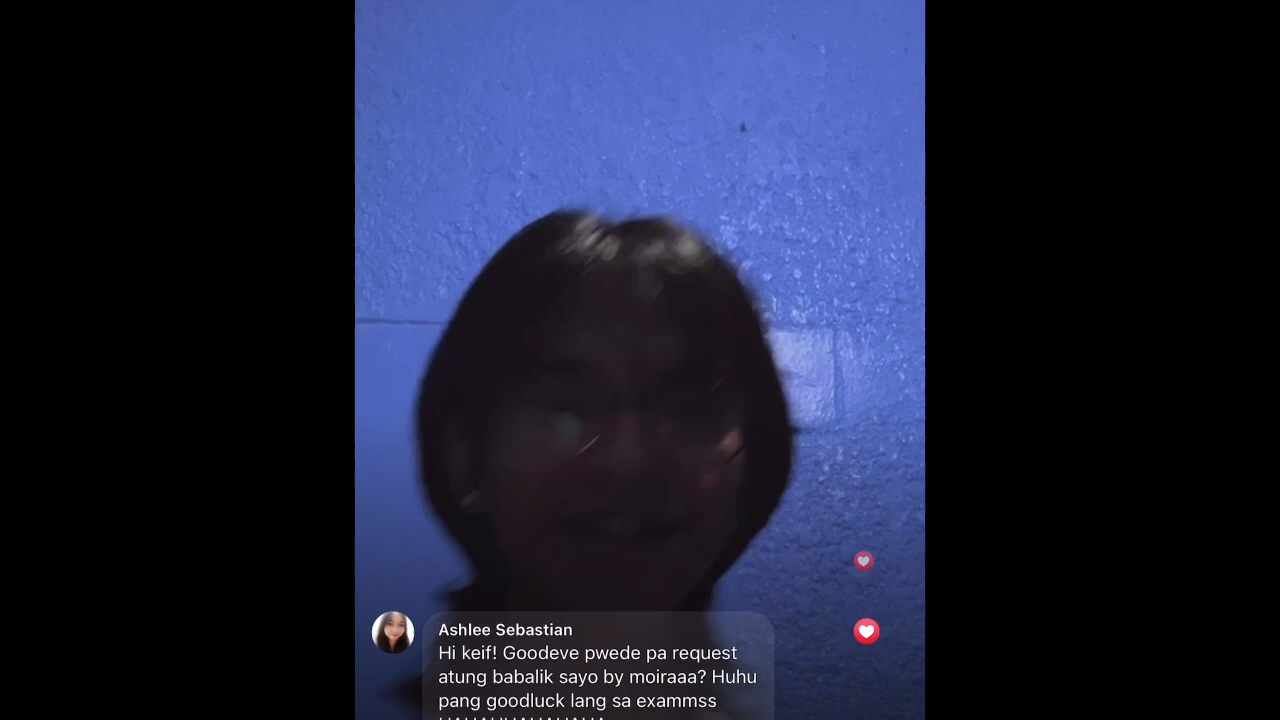 Ashlee Sebastian
Hi keif! Goodeve pwede pa request
atung babalik sayo by moiraaa? Huhu
pang goodluck lang sa exammss